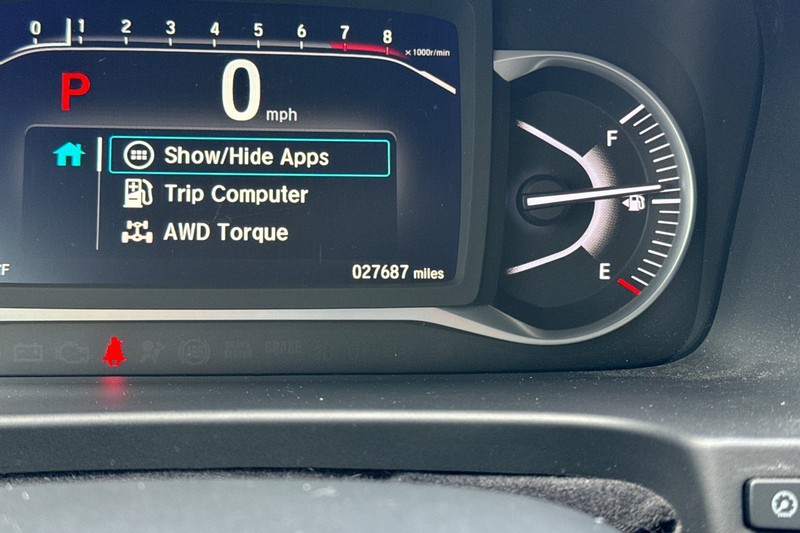 0 1 2 3 4 5 6 7 8
×1000r/min
P
0 mph
Show/Hide Apps
Trip Computer
AWD Torque
°F
027687 miles
F
E
BRAKE